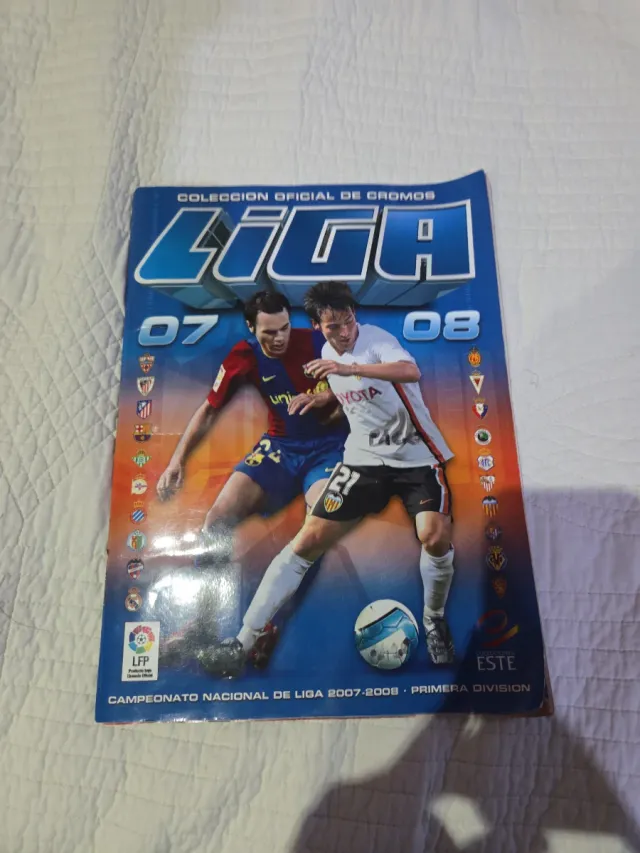 COLECCION OFICIAL DE CROMOS
LiGA
07 08
unicef
TOYOTA
21
LFP
ESTE
CAMPEONATO NACIONAL DE LIGA 2007-2008 · PRIMERA DIVISION